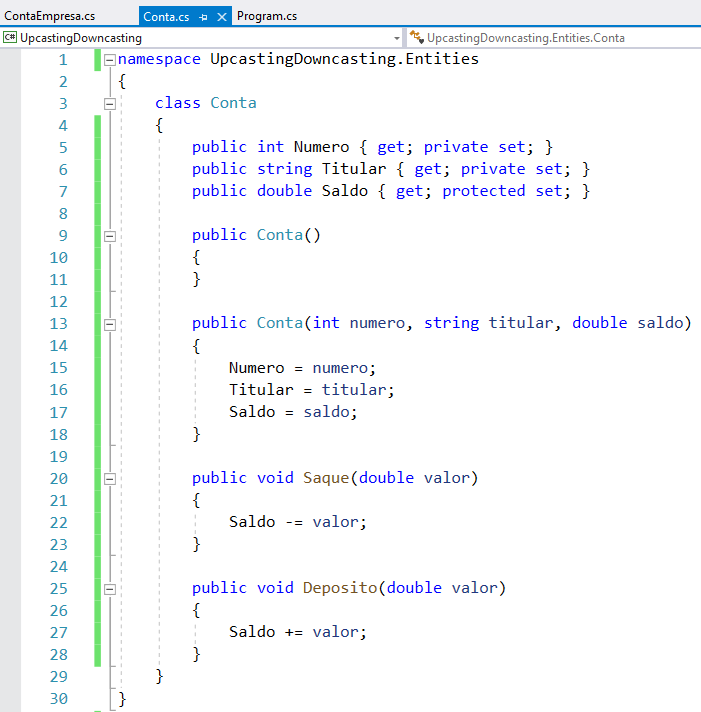 ContaEmpresa.cs Conta.cs Program.cs
C# UpcastingDowncasting UpcastingDowncasting.Entities.Conta
1 namespace UpcastingDowncasting.Entities
2 {
3     class Conta
4     {
5         public int Numero { get; private set; }
6         public string Titular { get; private set; }
7         public double Saldo { get; protected set; }
8
9         public Conta()
10         {
11         }
12
13         public Conta(int numero, string titular, double saldo)
14         {
15             Numero = numero;
16             Titular = titular;
17             Saldo = saldo;
18         }
19
20         public void Saque(double valor)
21         {
22             Saldo -= valor;
23         }
24
25         public void Deposito(double valor)
26         {
27             Saldo += valor;
28         }
29     }
30 }